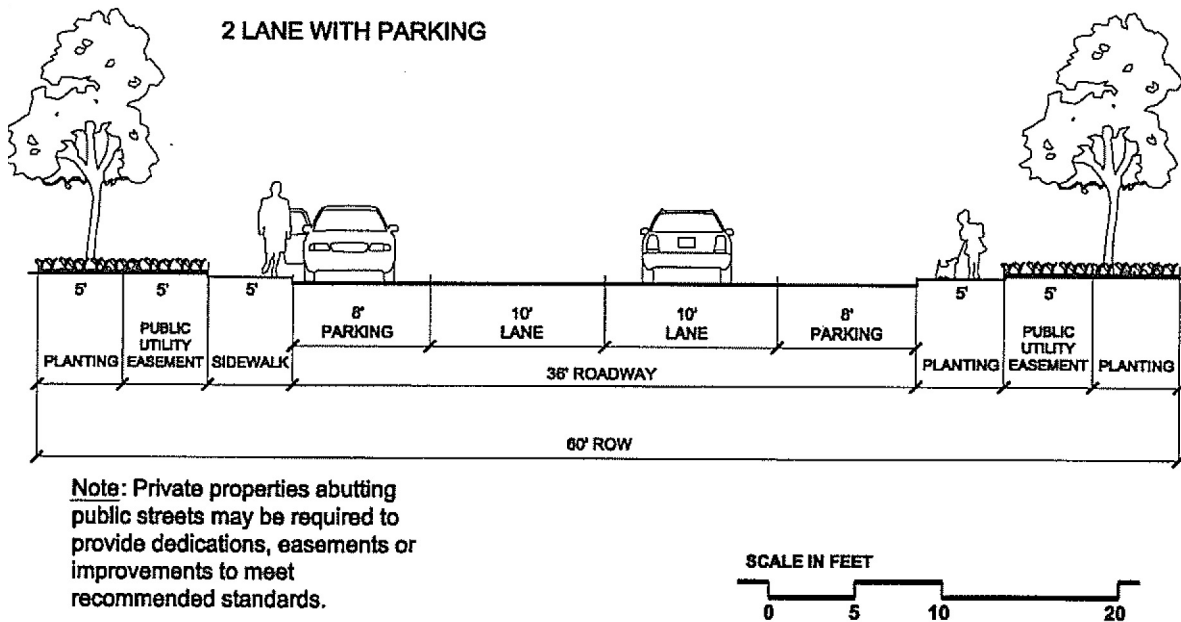 2 LANE WITH PARKING
5'
5'
5'
5'
5'
8'
PARKING
10'
LANE
10'
LANE
8'
PARKING
PLANTING
PUBLIC
UTILITY
EASEMENT
SIDEWALK
PLANTING
PUBLIC
UTILITY
EASEMENT
PLANTING
36' ROADWAY
60' ROW
Note: Private properties abutting
public streets may be required to
provide dedications, easements or
improvements to meet
recommended standards.
SCALE IN FEET
0 5 10 20